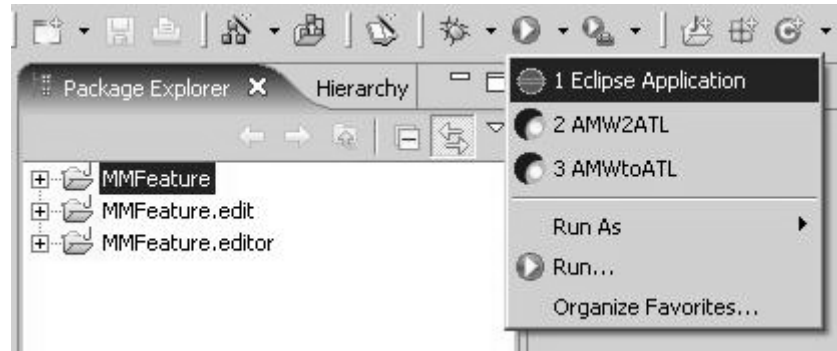 Package Explorer
Hierarchy
1 Eclipse Application
2 AMW2ATL
3 AMWtoATL
Run As
Run...
Organize Favorites...
MMFeature
MMFeature.edit
MMFeature.editor